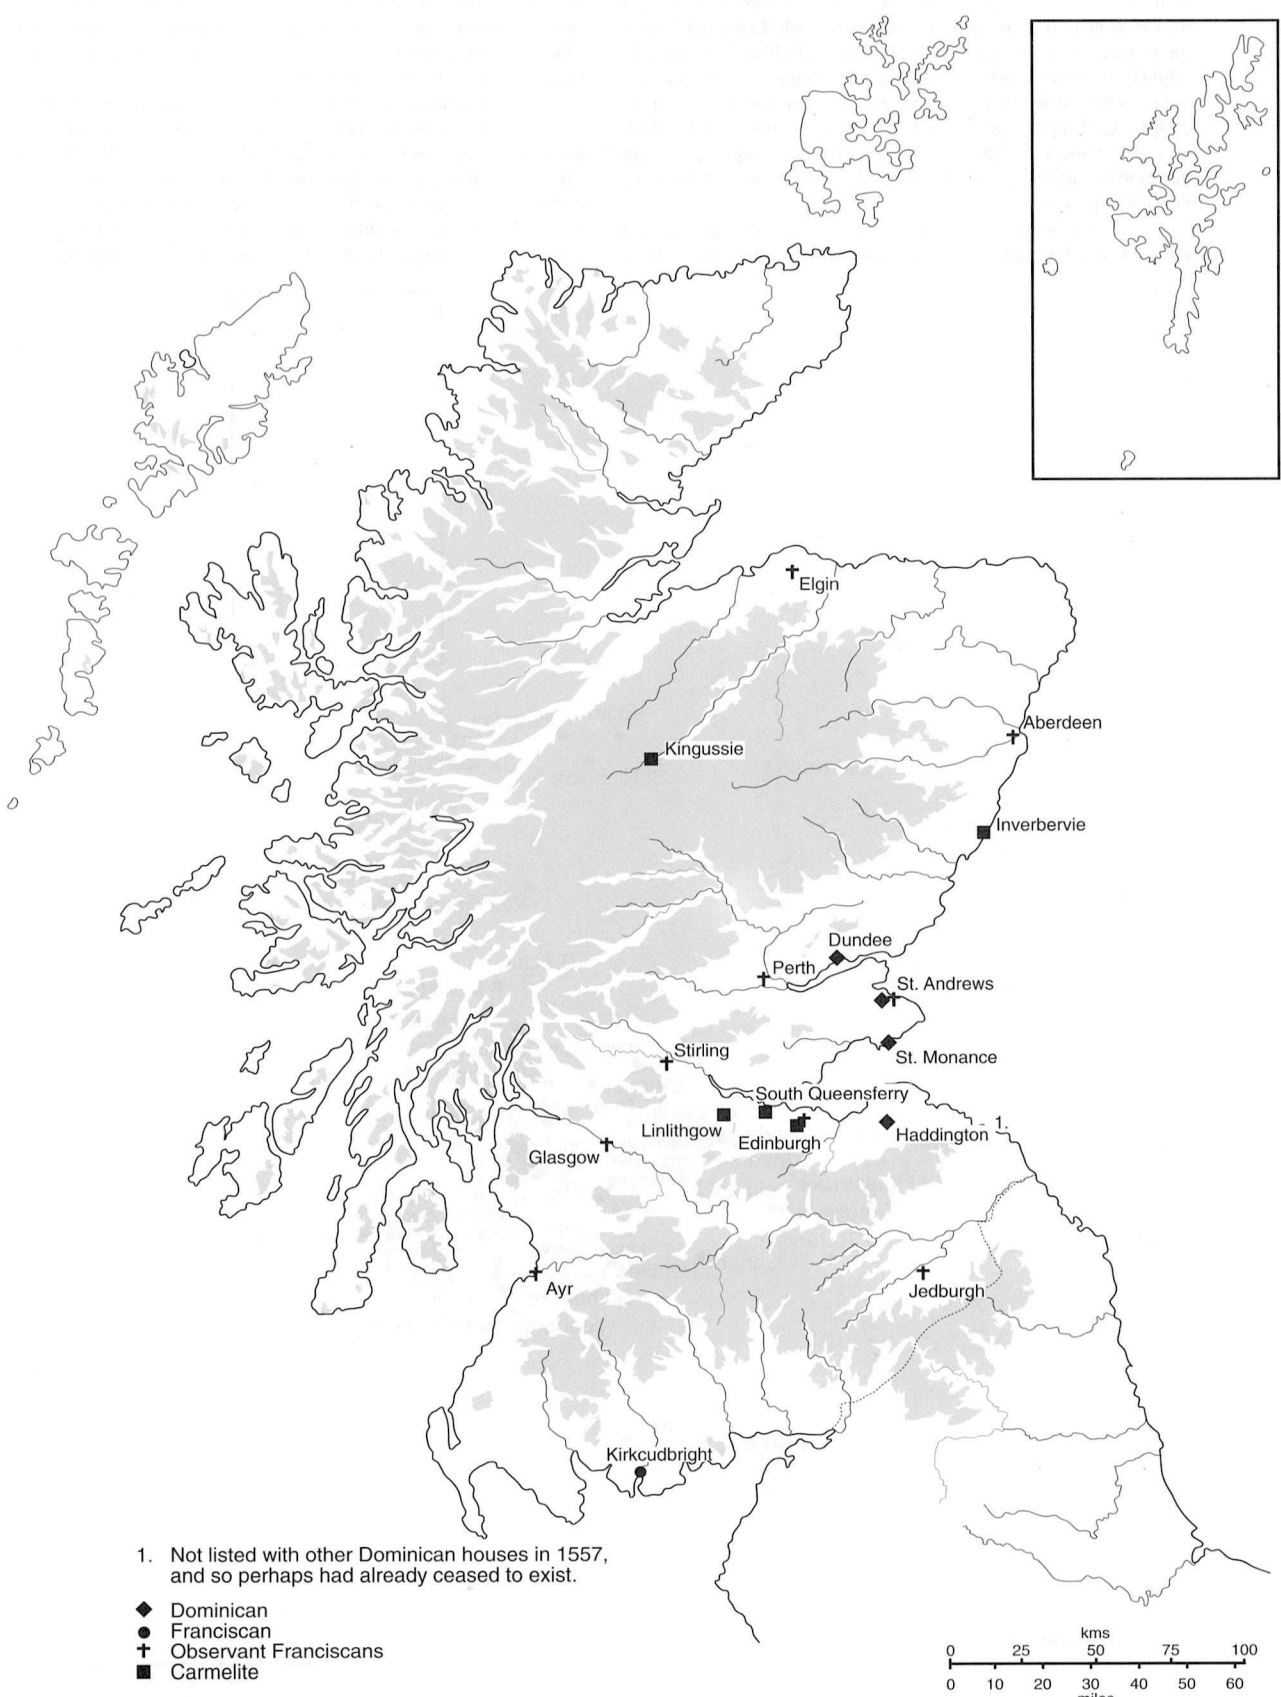 Elgin
Aberdeen
Kingussie
Inverbervie
Dundee
Perth
St. Andrews
Stirling
St. Monance
South Queensferry
Linlithgow
Edinburgh
Haddington 1.
Glasgow
Ayr
Jedburgh
Kirkcudbright
1. Not listed with other Dominican houses in 1557,
and so perhaps had already ceased to exist.
Dominican
Franciscan
Observant Franciscans
Carmelite
kms
0 25 50 75 100
0 10 20 30 40 50 60
miles